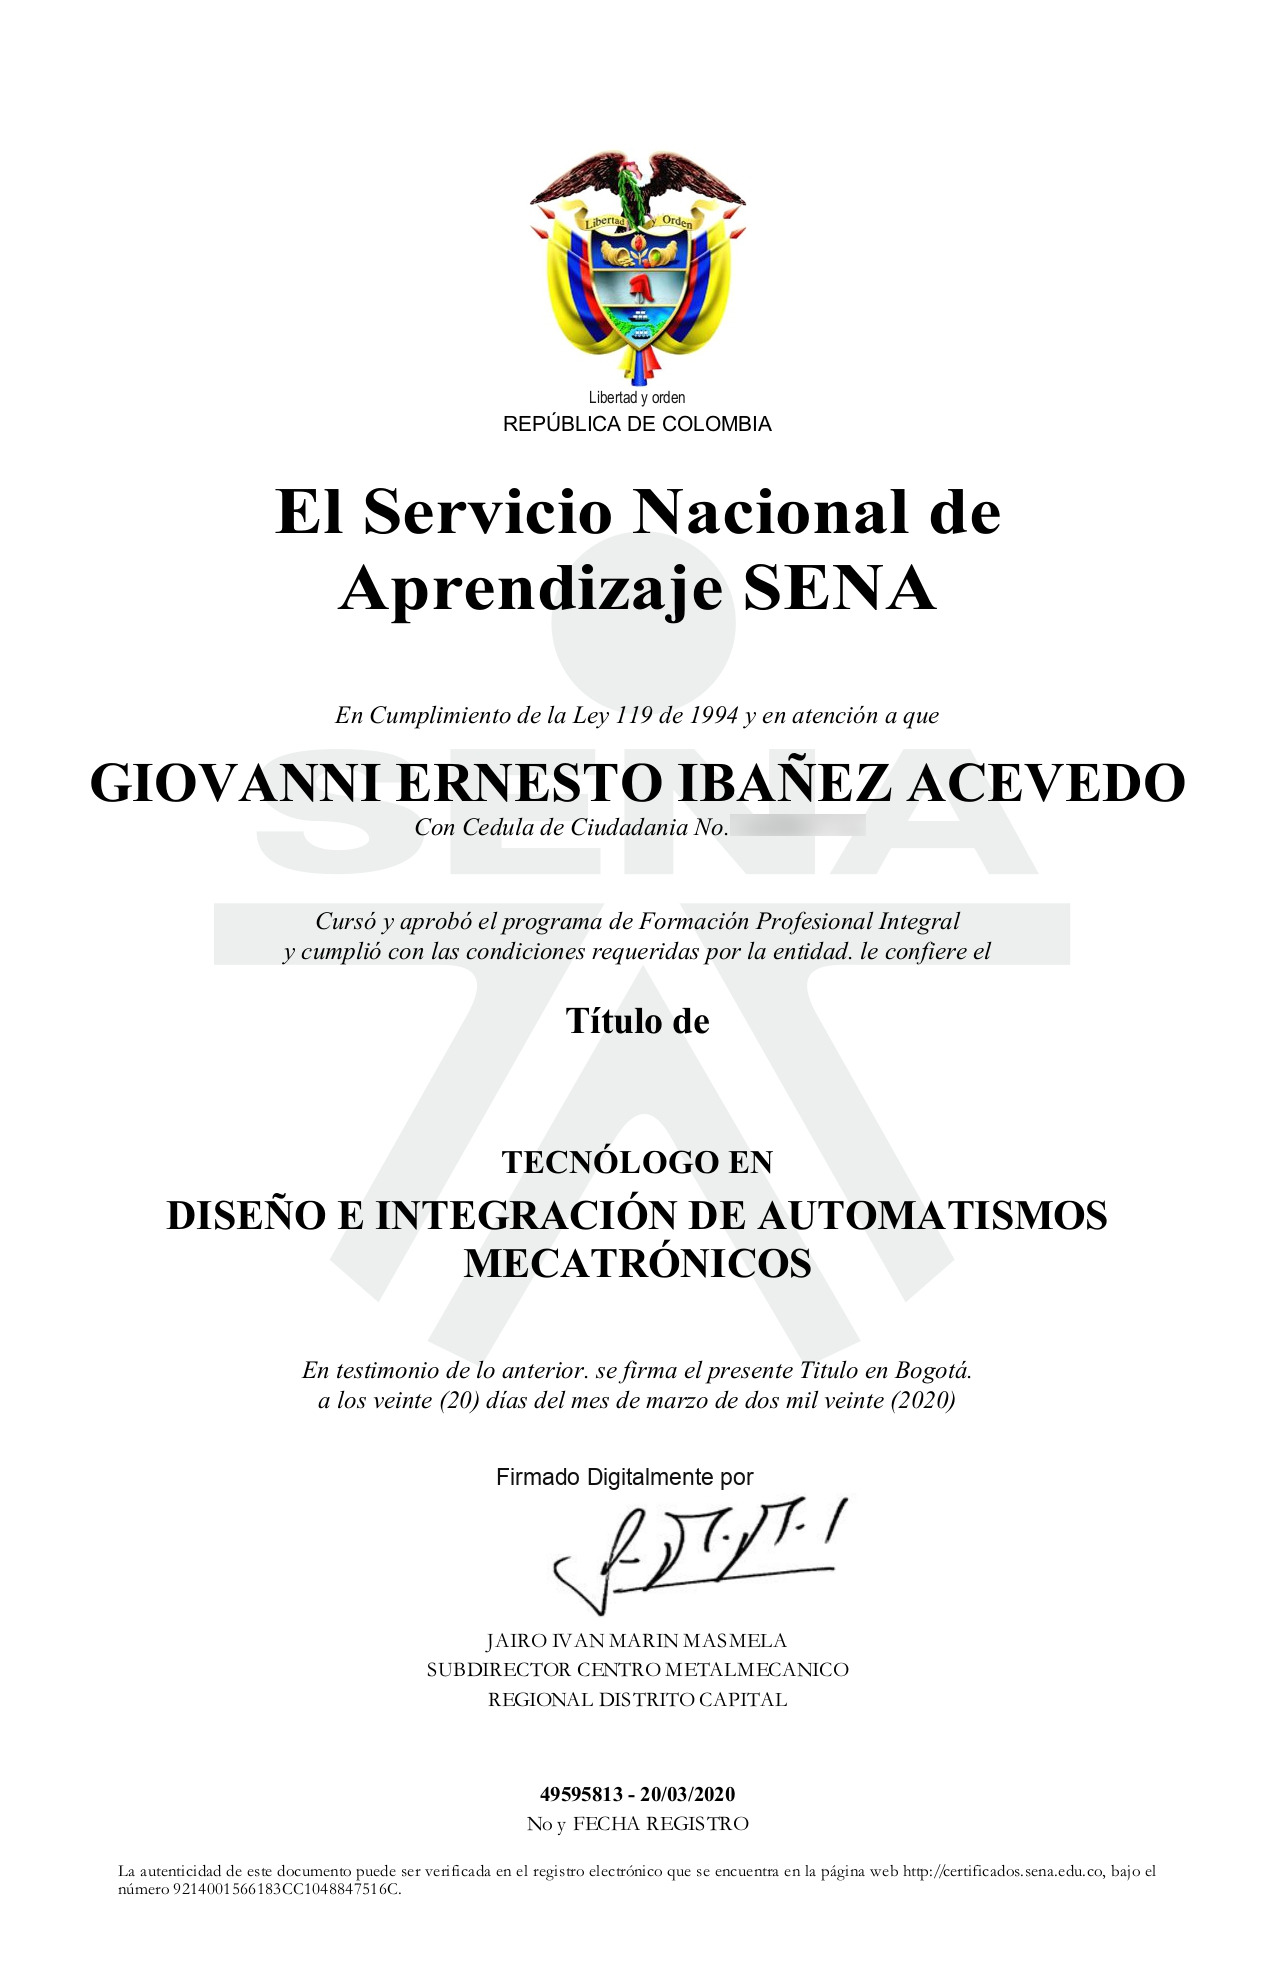 Libertad y Orden
Libertad y orden
REPÚBLICA DE COLOMBIA
El Servicio Nacional de
Aprendizaje SENA
En Cumplimiento de la Ley 119 de 1994 y en atención a que
SENA
GIOVANNI ERNESTO IBAÑEZ ACEVEDO
Con Cedula de Ciudadania No.
Cursó y aprobó el programa de Formación Profesional Integral
y cumplió con las condiciones requeridas por la entidad. le confiere el
Título de
TECNÓLOGO EN
DISEÑO E INTEGRACIÓN DE AUTOMATISMOS
MECATRÓNICOS
En testimonio de lo anterior. se firma el presente Titulo en Bogotá.
a los veinte (20) días del mes de marzo de dos mil veinte (2020)
Firmado Digitalmente por
JAIRO IVAN MARIN MASMELA
SUBDIRECTOR CENTRO METALMECANICO
REGIONAL DISTRITO CAPITAL
49595813 - 20/03/2020
No y FECHA REGISTRO
La autenticidad de este documento puede ser verificada en el registro electrónico que se encuentra en la página web http://certificados.sena.edu.co, bajo el
número 9214001566183CC1048847516C.